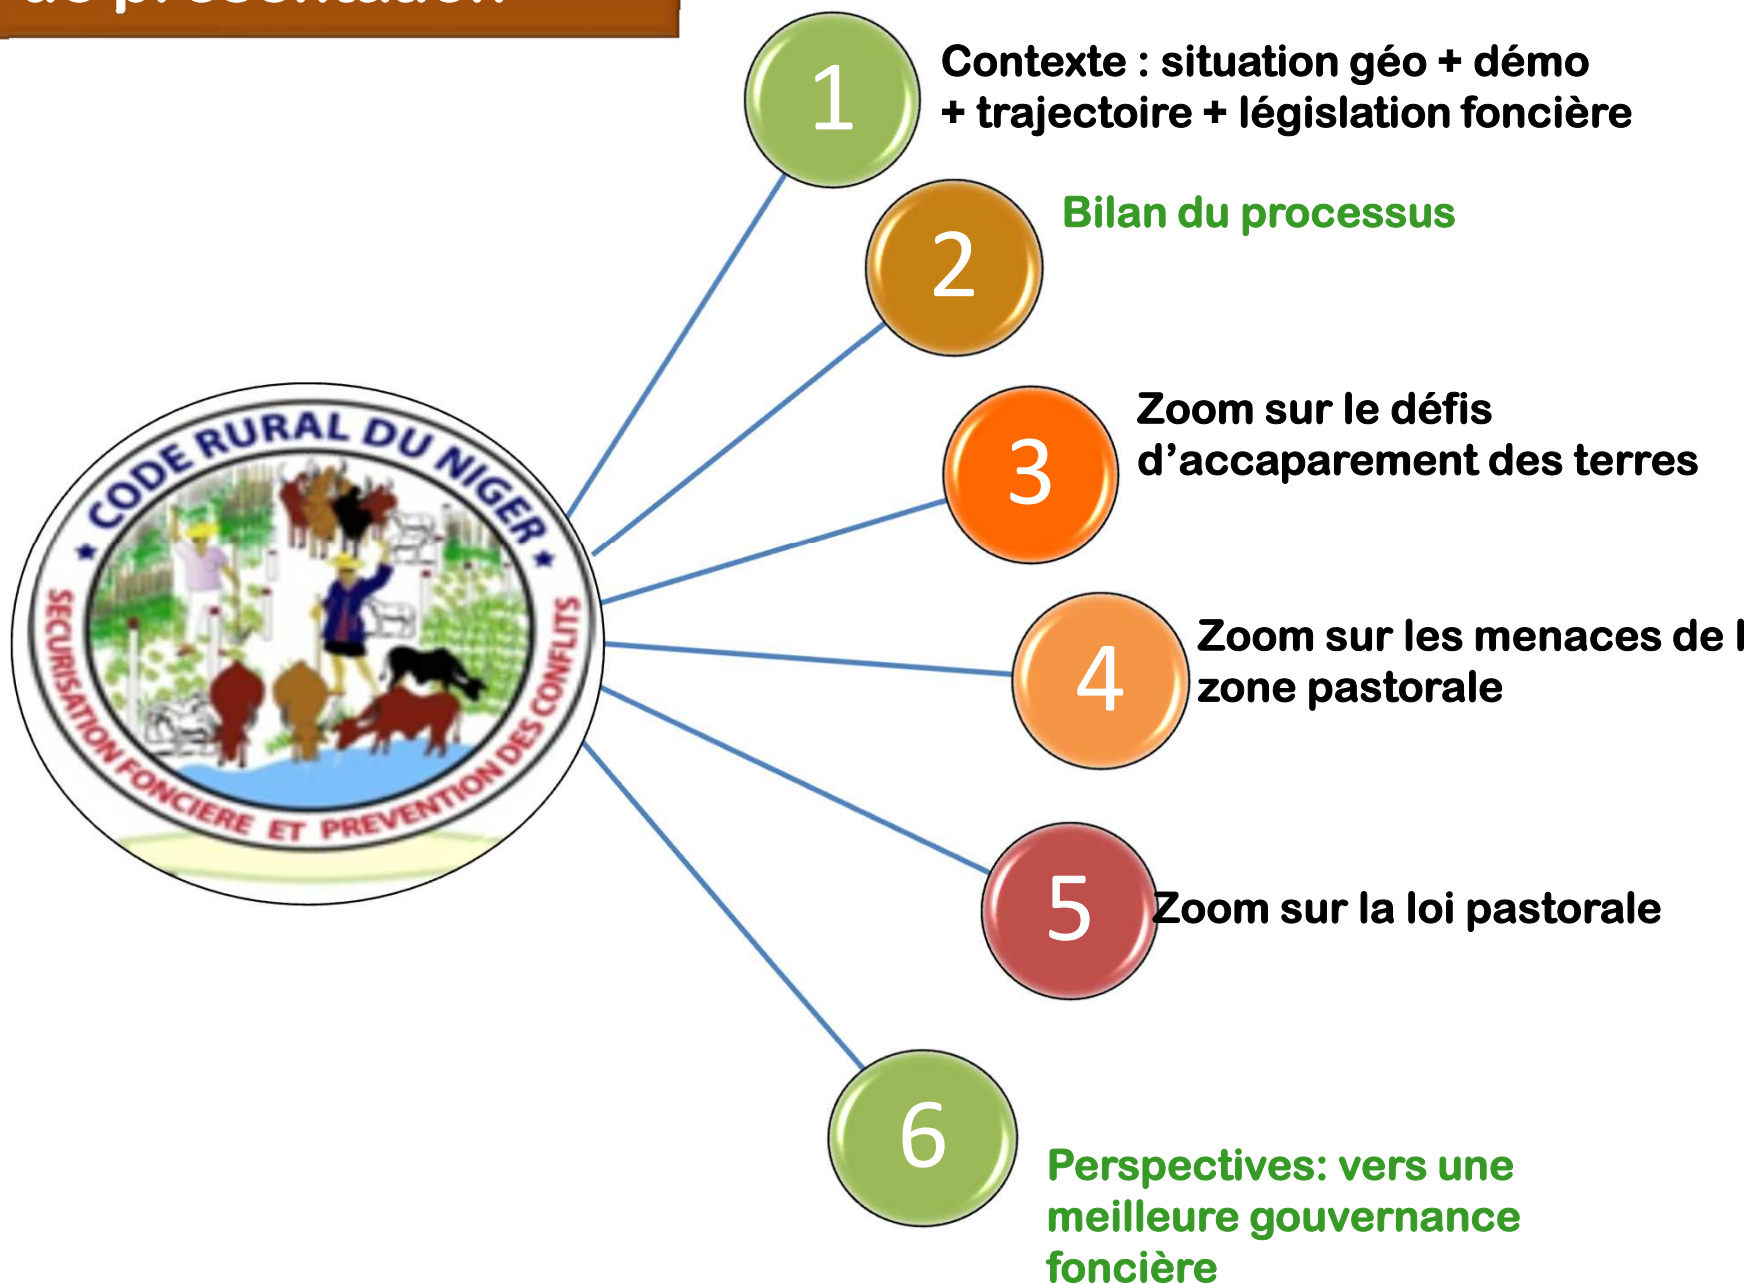 de présentation
1
Contexte : situation géo + démo
+ trajectoire + législation foncière
2
Bilan du processus
3
Zoom sur le défis
d’accaparement des terres
4
Zoom sur les menaces de l
zone pastorale
5
Zoom sur la loi pastorale
6
Perspectives: vers une
meilleure gouvernance
foncière
CODE RURAL DU NIGER
SECURISATION FONCIERE ET PREVENTION DES CONFLITS